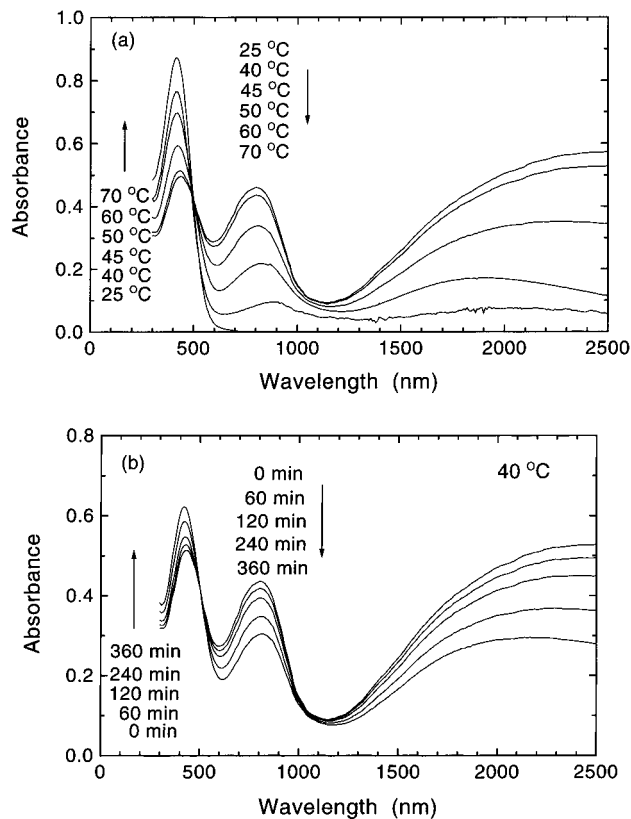 (a)
25 °C
40 °C
45 °C
50 °C
60 °C
70 °C
70 °C
60 °C
50 °C
45 °C
40 °C
25 °C
Absorbance
1.0
0.8
0.6
0.4
0.2
0.0
0 500 1000 1500 2000 2500
Wavelength (nm)
(b)
40 °C
0 min
60 min
120 min
240 min
360 min
360 min
240 min
120 min
60 min
0 min
Absorbance
0.8
0.6
0.4
0.2
0.0
0 500 1000 1500 2000 2500
Wavelength (nm)